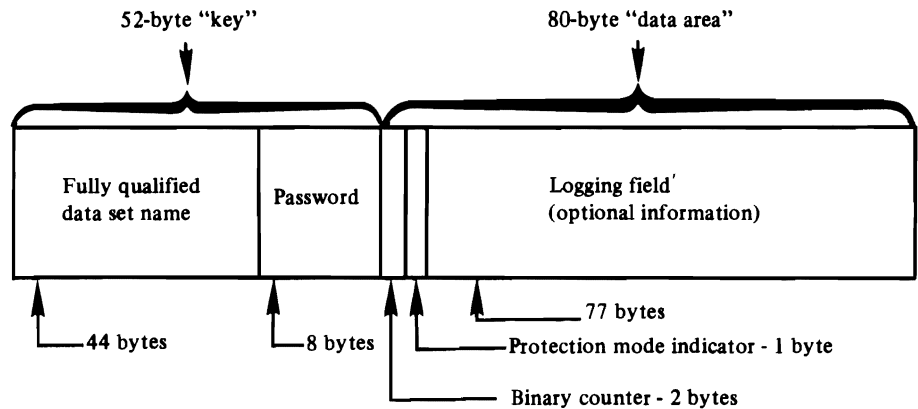 52-byte “key”
80-byte “data area”
Fully qualified
data set name
Password
Logging field'
(optional information)
44 bytes
8 bytes
77 bytes
Protection mode indicator - 1 byte
Binary counter - 2 bytes